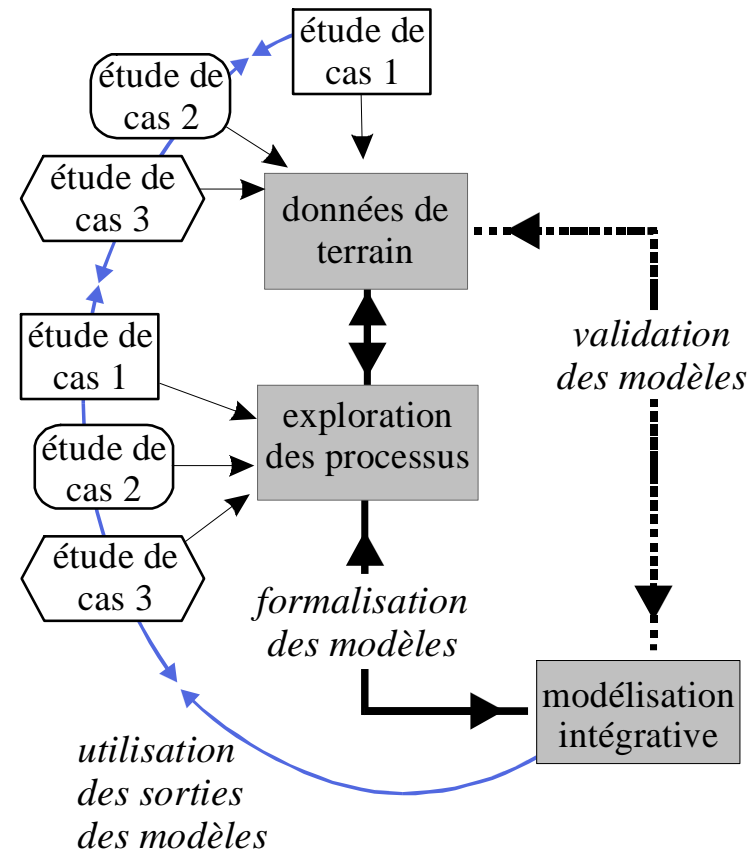 étude de
cas 1
étude de
cas 2
étude de
cas 3
données de
terrain
validation
des modèles
étude de
cas 1
exploration
des processus
étude de
cas 2
étude de
cas 3
formalisation
des modèles
modélisation
intégrative
utilisation
des sorties
des modèles